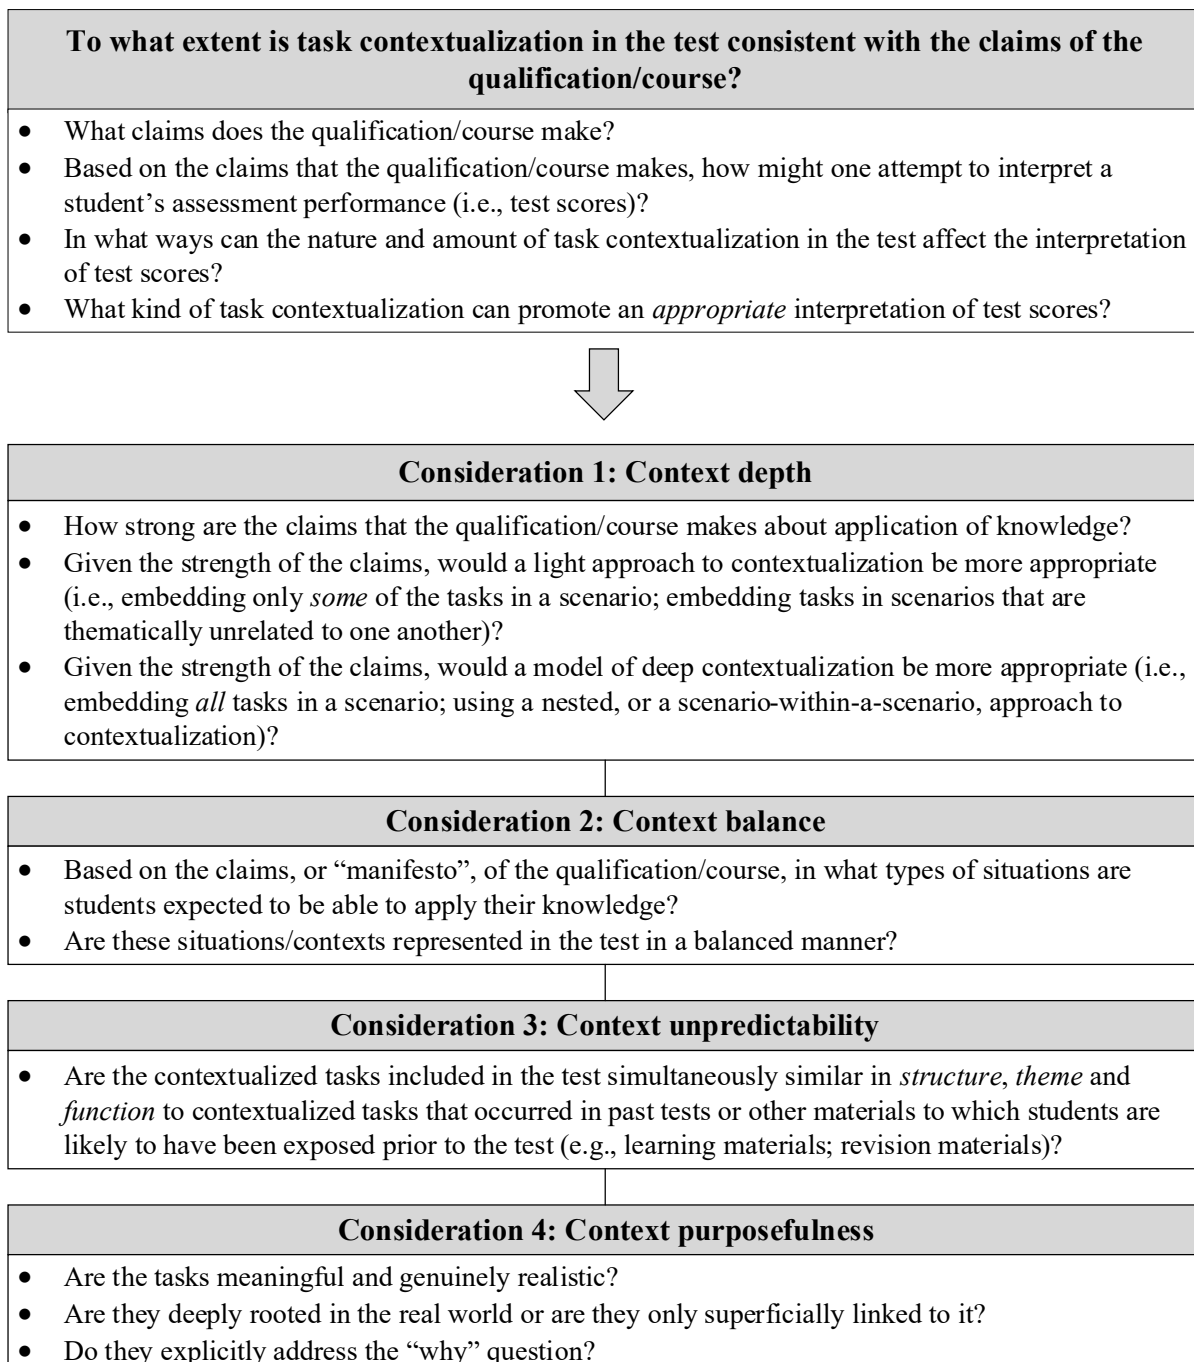 To what extent is task contextualization in the test consistent with the claims of the
qualification/course?
• What claims does the qualification/course make?
• Based on the claims that the qualification/course makes, how might one attempt to interpret a
student’s assessment performance (i.e., test scores)?
• In what ways can the nature and amount of task contextualization in the test affect the interpretation
of test scores?
• What kind of task contextualization can promote an appropriate interpretation of test scores?
Consideration 1: Context depth
• How strong are the claims that the qualification/course makes about application of knowledge?
• Given the strength of the claims, would a light approach to contextualization be more appropriate
(i.e., embedding only some of the tasks in a scenario; embedding tasks in scenarios that are
thematically unrelated to one another)?
• Given the strength of the claims, would a model of deep contextualization be more appropriate (i.e.,
embedding all tasks in a scenario; using a nested, or a scenario-within-a-scenario, approach to
contextualization)?
Consideration 2: Context balance
• Based on the claims, or “manifesto”, of the qualification/course, in what types of situations are
students expected to be able to apply their knowledge?
• Are these situations/contexts represented in the test in a balanced manner?
Consideration 3: Context unpredictability
• Are the contextualized tasks included in the test simultaneously similar in structure, theme and
function to contextualized tasks that occurred in past tests or other materials to which students are
likely to have been exposed prior to the test (e.g., learning materials; revision materials)?
Consideration 4: Context purposefulness
• Are the tasks meaningful and genuinely realistic?
• Are they deeply rooted in the real world or are they only superficially linked to it?
• Do they explicitly address the “why” question?